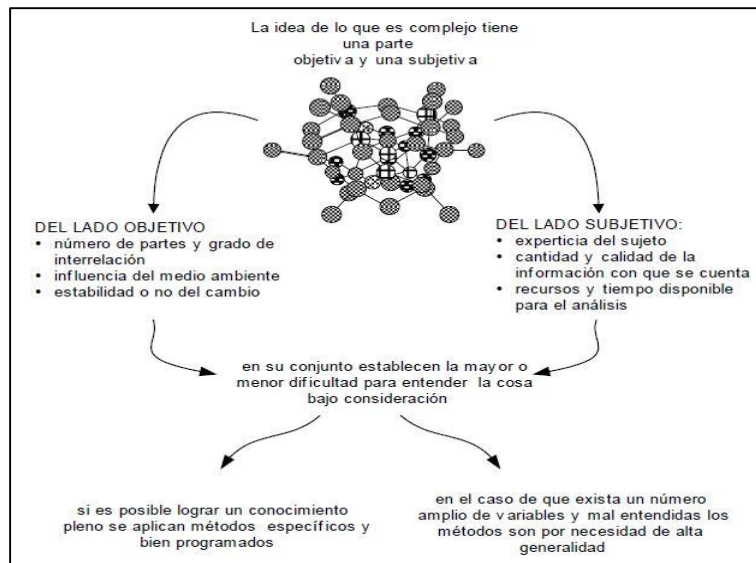 La idea de lo que es complejo tiene
una parte
objetiva y una subjetiva
DEL LADO OBJETIVO
• número de partes y grado de
interrelación
• influencia del medio ambiente
• estabilidad o no del cambio
DEL LADO SUBJETIVO:
• experticia del sujeto
• cantidad y calidad de la
información con que se cuenta
• recursos y tiempo disponible
para el análisis
en su conjunto establecen la mayor o
menor dificultad para entender la cosa
bajo consideración
si es posible lograr un conocimiento
pleno se aplican métodos específicos y
bien programados
en el caso de que exista un número
amplio de variables y mal entendidas los
métodos son por necesidad de alta
generalidad